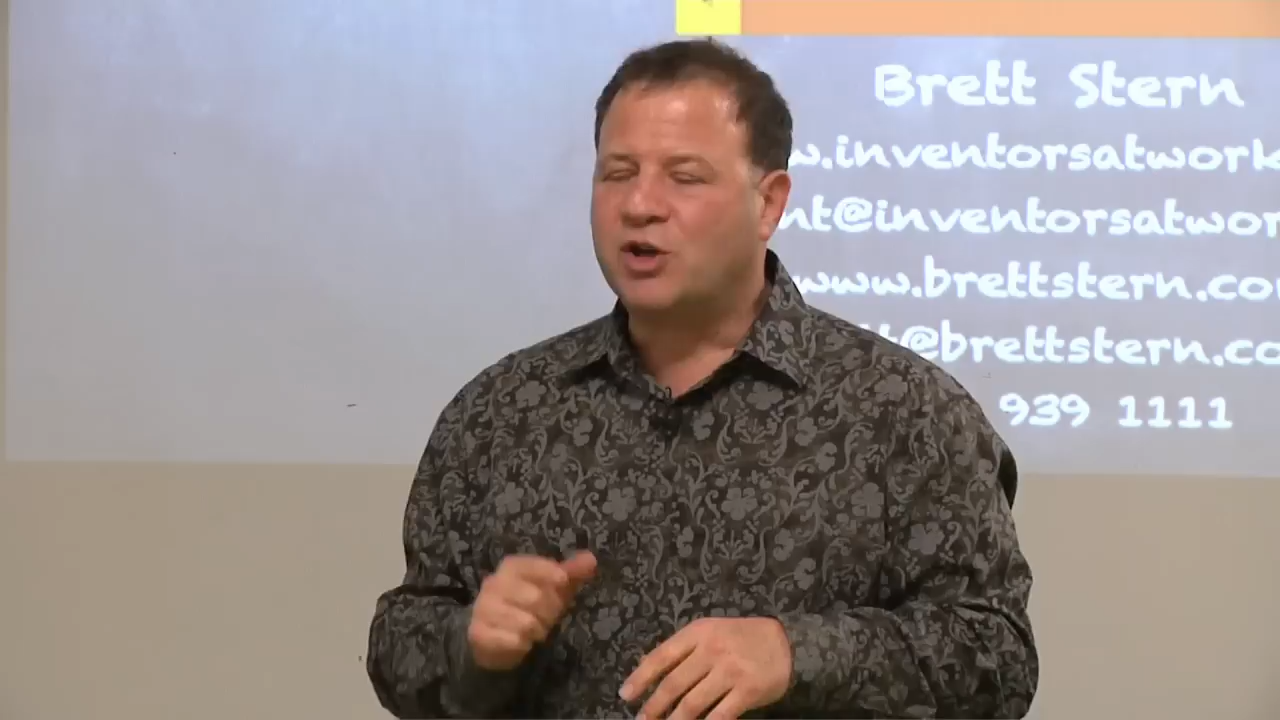 Brett Stern
w.inventorsatwork
nt@inventorsatwor
www.brettstern.co
t@brettstern.co
939 1111